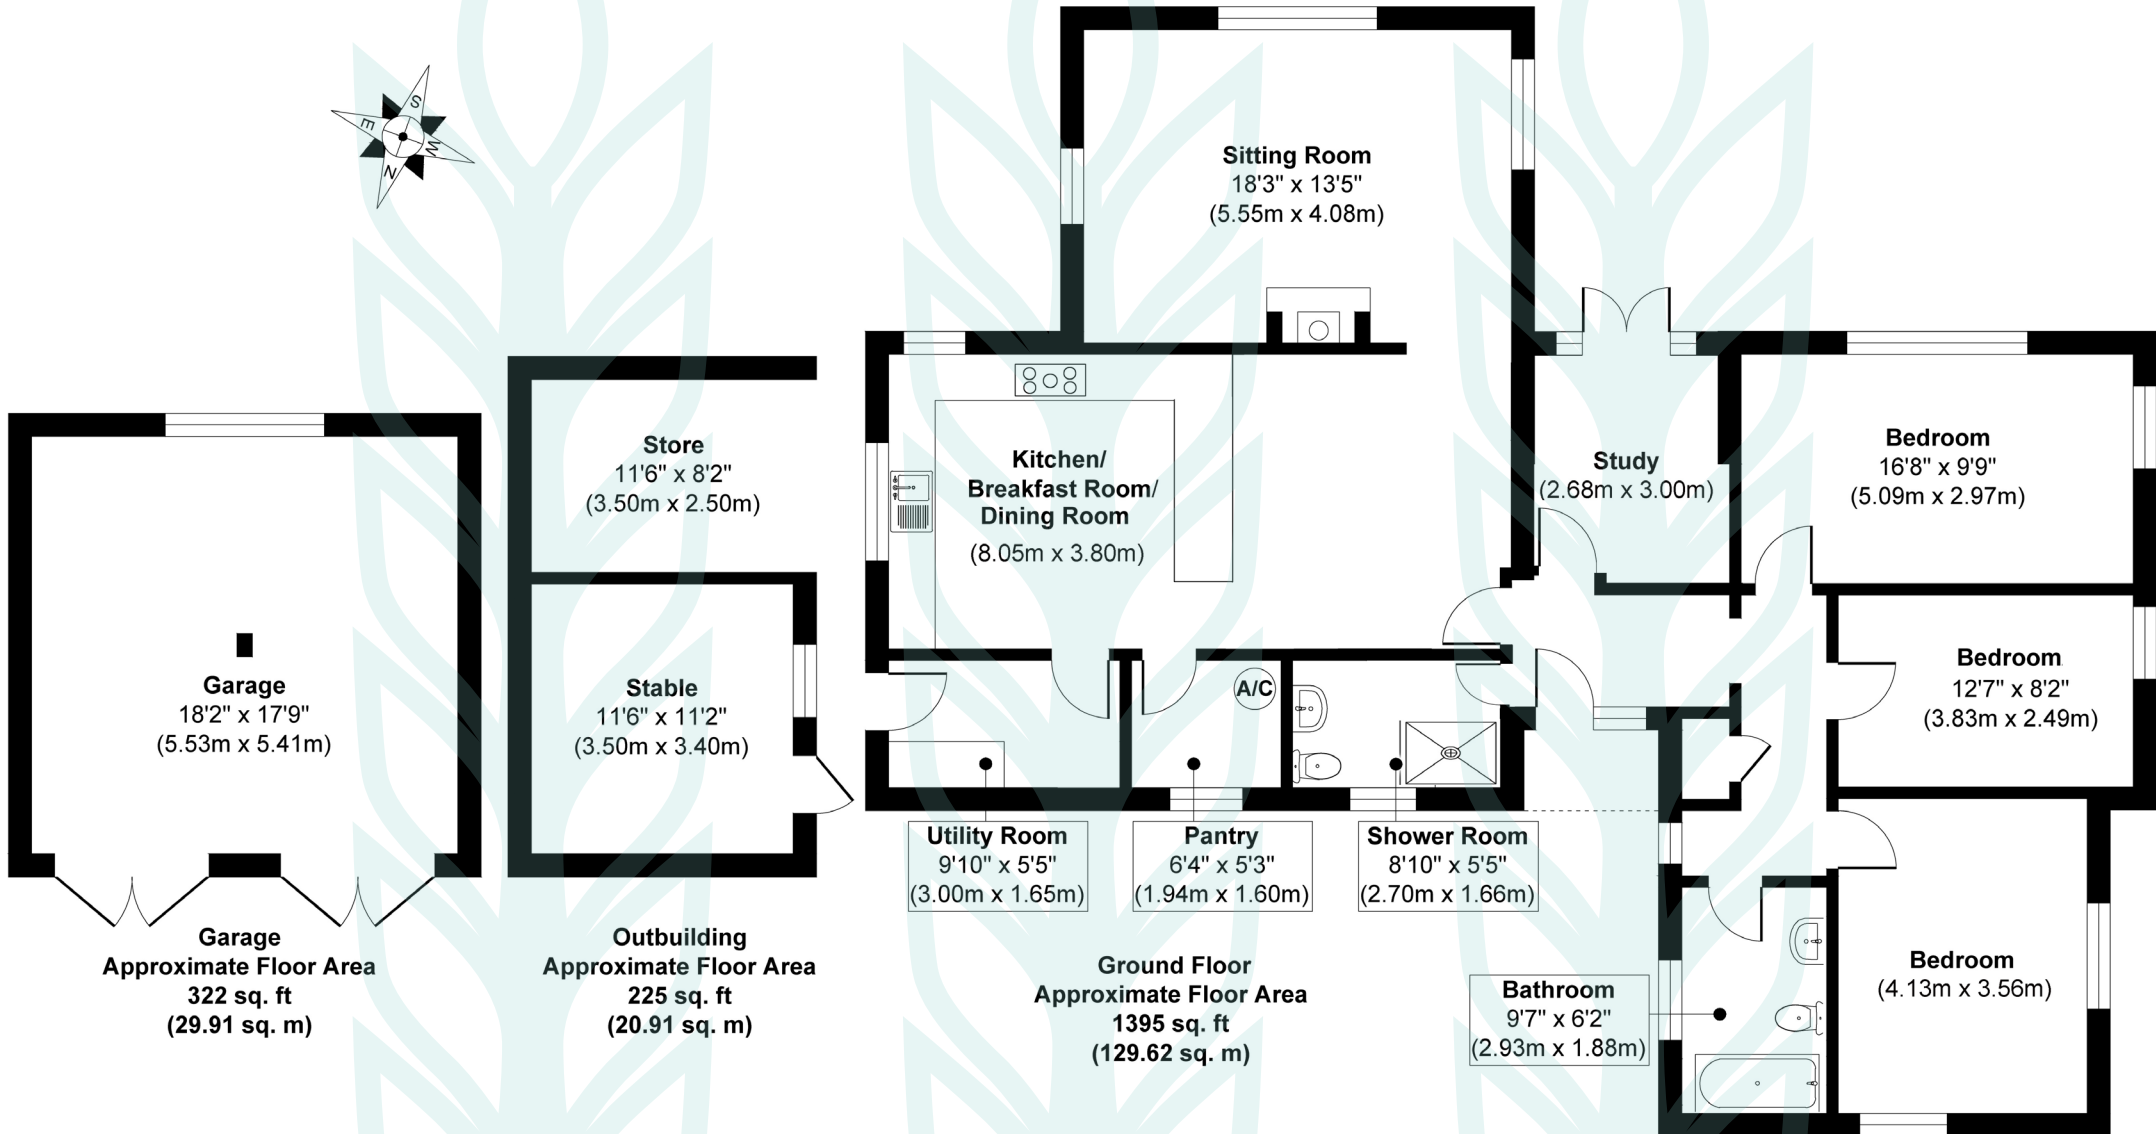 S
E
W
N
Sitting Room
18'3" x 13'5"
(5.55m x 4.08m)
Store
11'6" x 8'2"
(3.50m x 2.50m)
Kitchen/
Breakfast Room/
Dining Room
(8.05m x 3.80m)
Study
(2.68m x 3.00m)
Bedroom
16'8" x 9'9"
(5.09m x 2.97m)
Garage
18'2" x 17'9"
(5.53m x 5.41m)
Stable
11'6" x 11'2"
(3.50m x 3.40m)
A/C
Bedroom
12'7" x 8'2"
(3.83m x 2.49m)
Utility Room
9'10" x 5'5"
(3.00m x 1.65m)
Pantry
6'4" x 5'3"
(1.94m x 1.60m)
Shower Room
8'10" x 5'5"
(2.70m x 1.66m)
Garage
Approximate Floor Area
322 sq. ft
(29.91 sq. m)
Outbuilding
Approximate Floor Area
225 sq. ft
(20.91 sq. m)
Ground Floor
Approximate Floor Area
1395 sq. ft
(129.62 sq. m)
Bathroom
9'7" x 6'2"
(2.93m x 1.88m)
Bedroom
(4.13m x 3.56m)